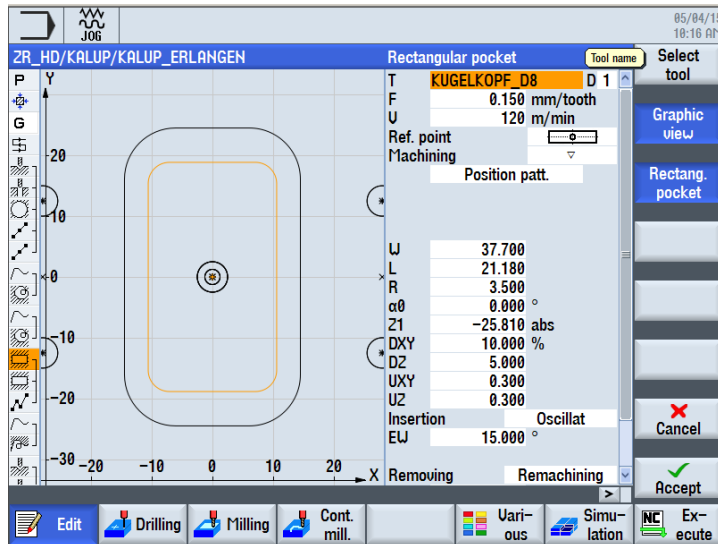 JOG
05/04/15
10:16 AM
ZR_HD/KALUP/KALUP_ERLANGEN
Rectangular pocket
Tool name
Select
tool
P
Y
T KUGELKOPF_D8 D 1
F 0.150 mm/tooth
G
U 120 m/min
Graphic
view
Ref. point
Machining ▽
Position patt.
Rectang.
pocket
20
10
0
-10
-20
-30
-20 -10 0 10 20 X
W 37.700
L 21.180
R 3.500
α0 0.000 °
Z1 -25.810 abs
DXY 10.000 %
DZ 5.000
UXY 0.300
UZ 0.300
Insertion Oscillat
EW 15.000 °
Removing Remachining
Cancel
Accept
>
Edit
Drilling
Milling
Cont.
mill.
Vari-
ous
Simu-
lation
NC Ex-
ecute